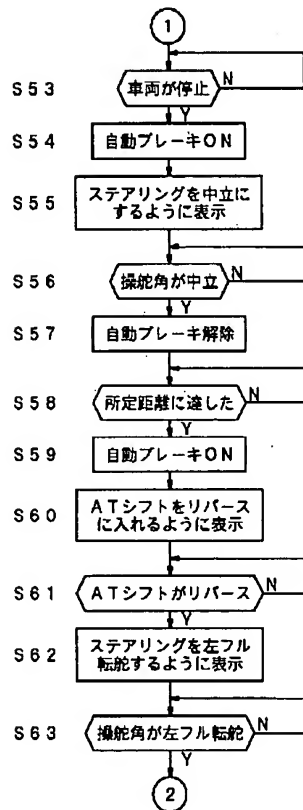 1
S53 車両が停止 N
Y
S54 自動ブレーキON
S55 ステアリングを中立に
するように表示
S56 操舵角が中立 N
Y
S57 自動ブレーキ解除
S58 所定距離に達した N
Y
S59 自動ブレーキON
S60 ATシフトをリバース
に入れるように表示
S61 ATシフトがリバース N
Y
S62 ステアリングを左フル
転舵するように表示
S63 操舵角が左フル転舵 N
Y
2